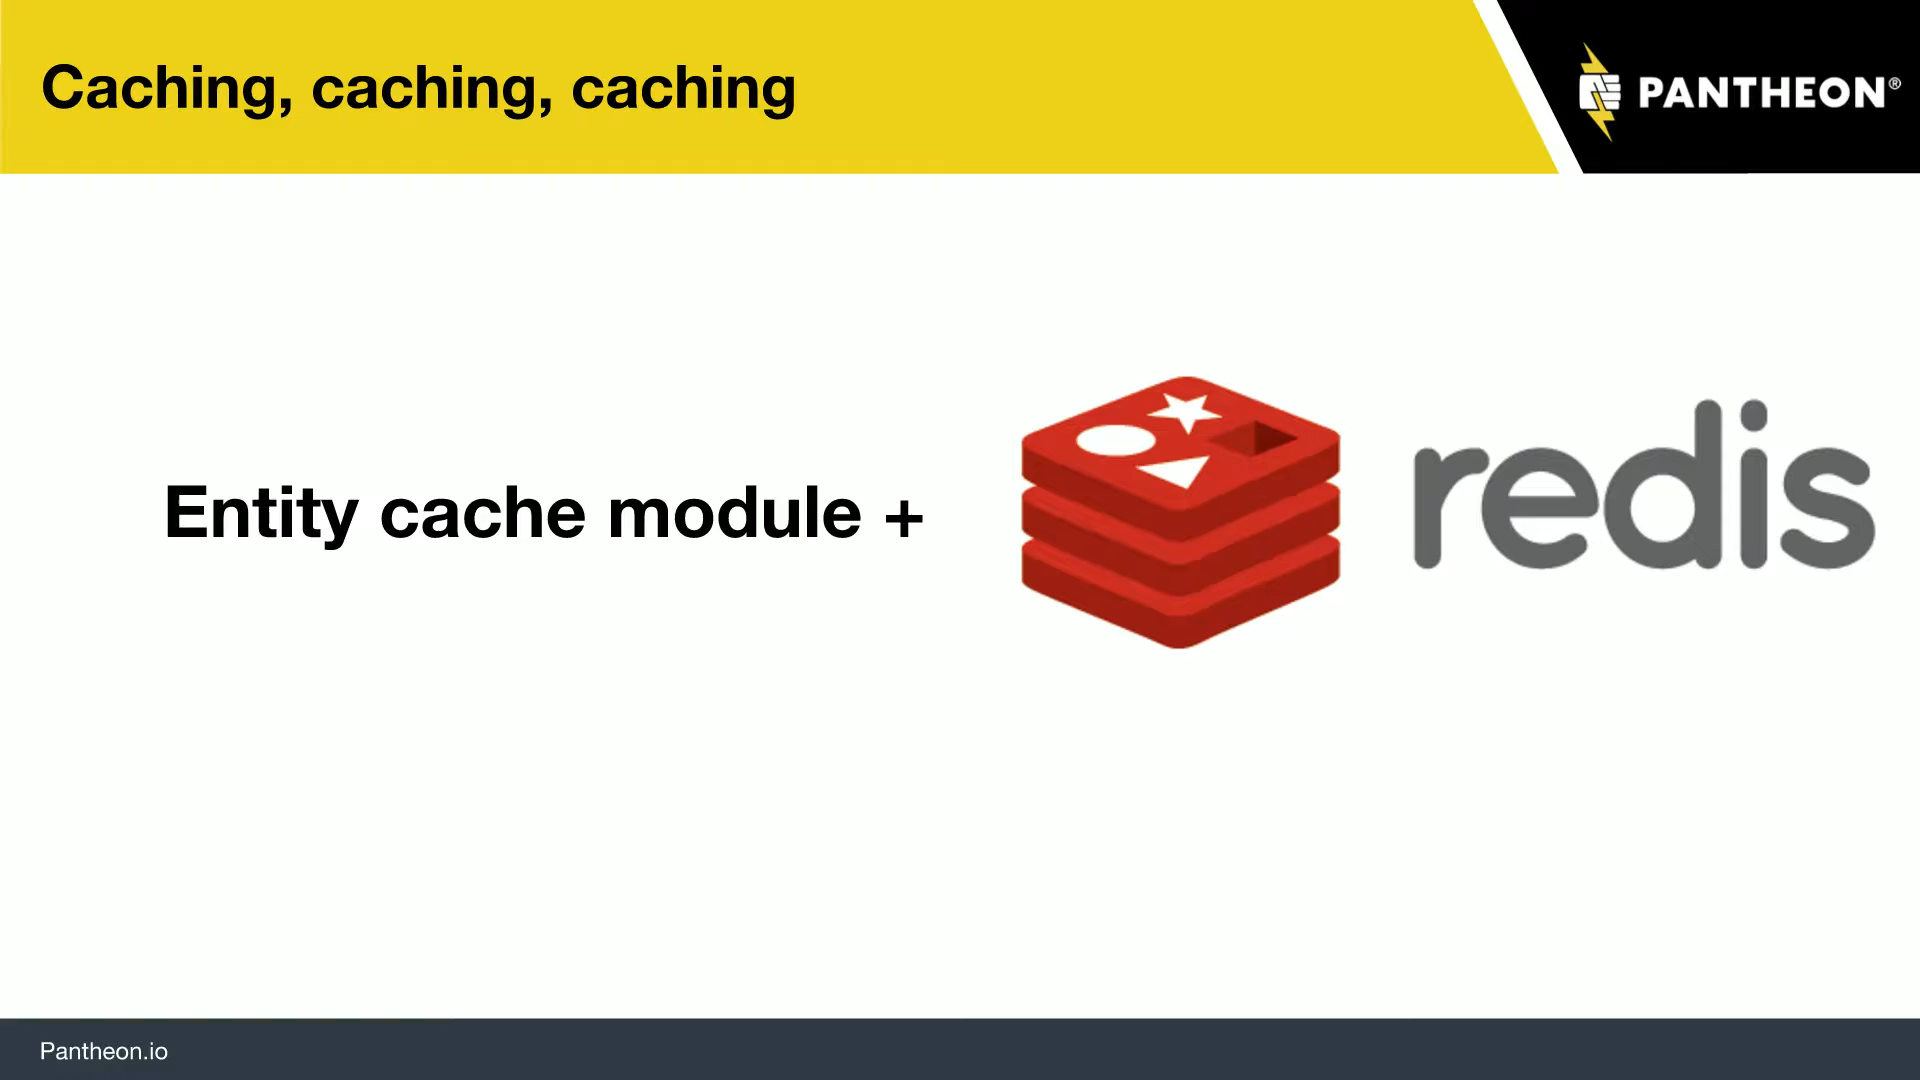 Caching, caching, caching
PANTHEON®
Entity cache module +
redis
Pantheon.io